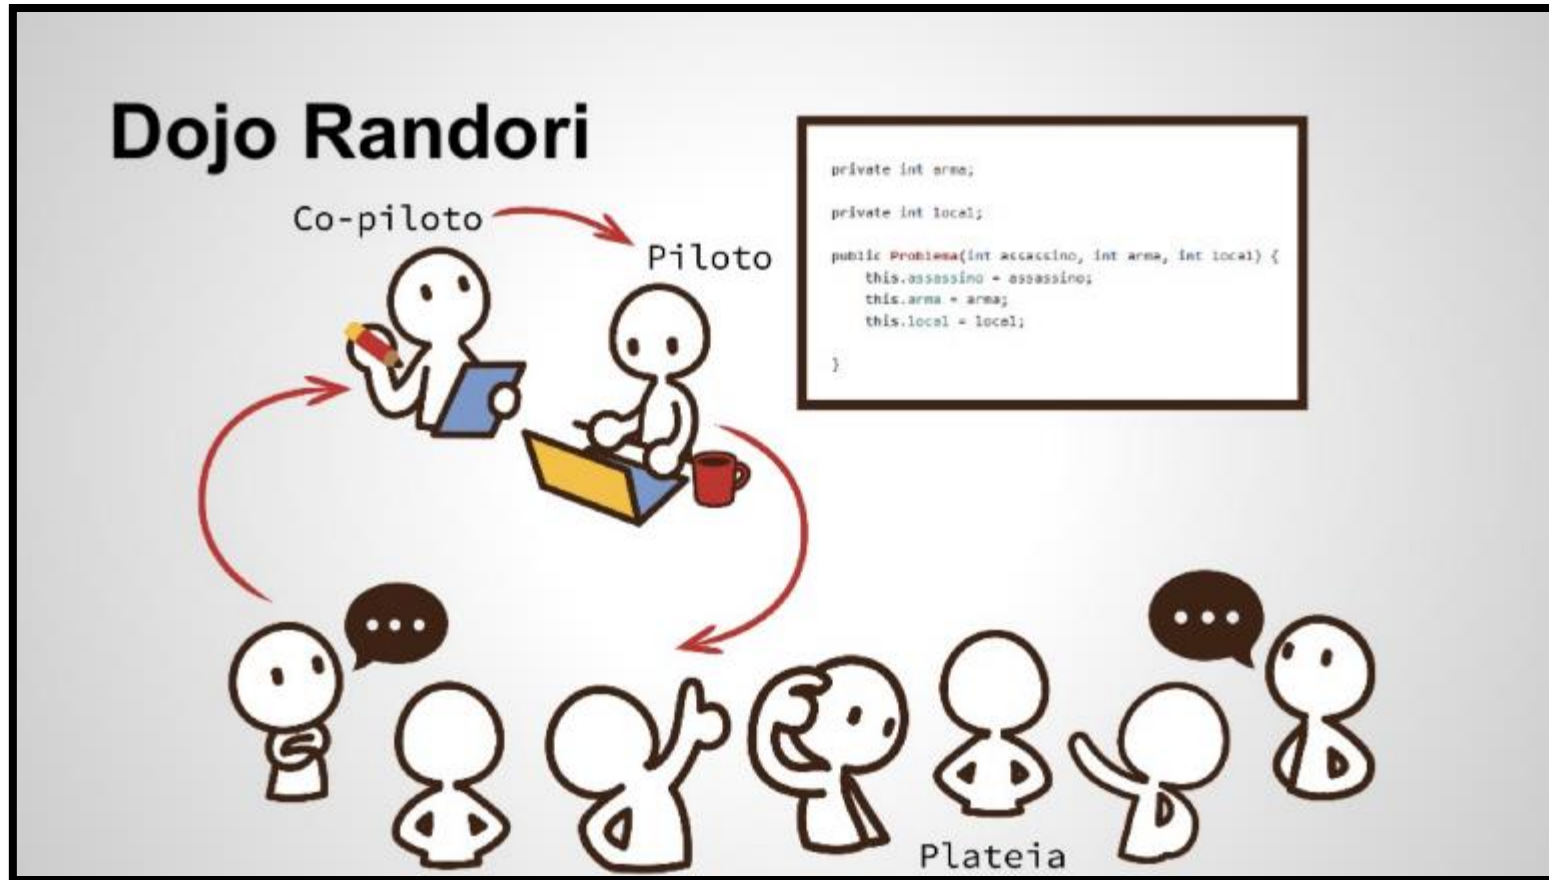 Dojo Randori
Co-piloto
Piloto
private int arma;
private int local;
public Problema(int assassino, int arma, int local) {
this.assassino = assassino;
this.arma = arma;
this.local = local;
}
Plateia